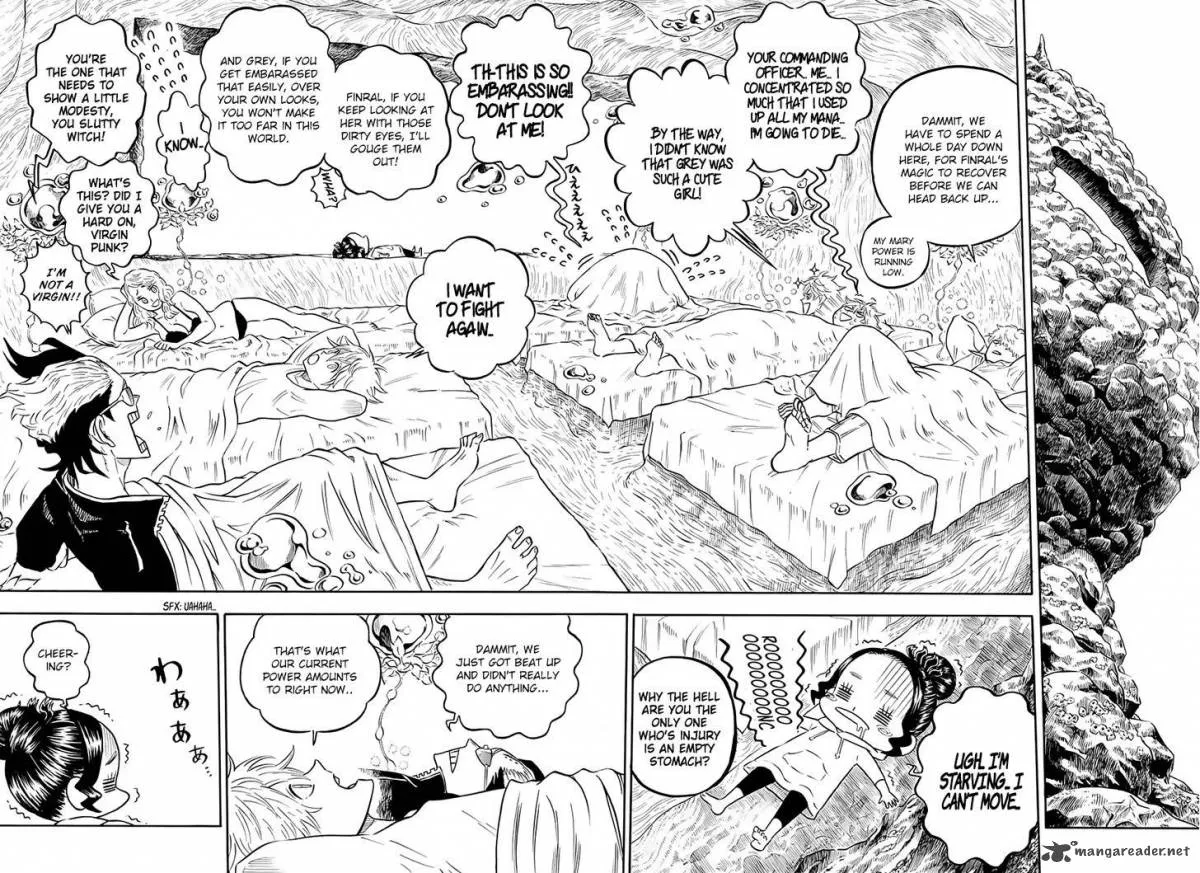 DAMMIT, WE
HAVE TO SPEND A
WHOLE DAY DOWN
HERE, FOR FINRAL'S
MAGIC TO RECOVER
BEFORE WE CAN
HEAD BACK UP...
MY MARY
POWER IS
RUNNING
LOW.
YOUR COMMANDING
OFFICER.. ME.. I
CONCENTRATED SO
MUCH THAT I USED
UP ALL MY MANA..
I'M GOING TO DIE..
BY THE WAY,
I DIDN'T KNOW
THAT GREY WAS
SUCH A CUTE
GIRL!
TH-THIS IS SO
EMBARASSING!!
DON'T LOOK
AT ME!
ひえぇぇぇぇ
FINRAL, IF YOU
KEEP LOOKING AT
HER WITH THOSE
DIRTY EYES, I'LL
GOUGE THEM
OUT!
WHA?
AND GREY, IF YOU
GET EMBARASSED
THAT EASILY, OVER
YOUR OWN LOOKS,
YOU WON'T MAKE
IT TOO FAR IN THIS
WORLD.
I
KNOW..
YOU'RE
THE ONE THAT
NEEDS TO
SHOW A LITTLE
MODESTY,
YOU SLUTTY
WITCH!
WHAT'S
THIS? DID I
GIVE YOU A
HARD ON,
VIRGIN
PUNK?
I'M
NOT A
VIRGIN!!
I WANT
TO FIGHT
AGAIN..
UGH.. I'M
STARVING.. I
CAN'T MOVE..
WHY THE HELL
ARE YOU THE
ONLY ONE
WHO'S INJURY
IS AN EMPTY
STOMACH?
DAMMIT, WE
JUST GOT BEAT UP
AND DIDN'T REALLY
DO ANYTHING...
THAT'S WHAT
OUR CURRENT
POWER AMOUNTS
TO RIGHT NOW..
SFX: UAHAHA..
わぁぁぁ
CHEER-
ING?
mangareader.net